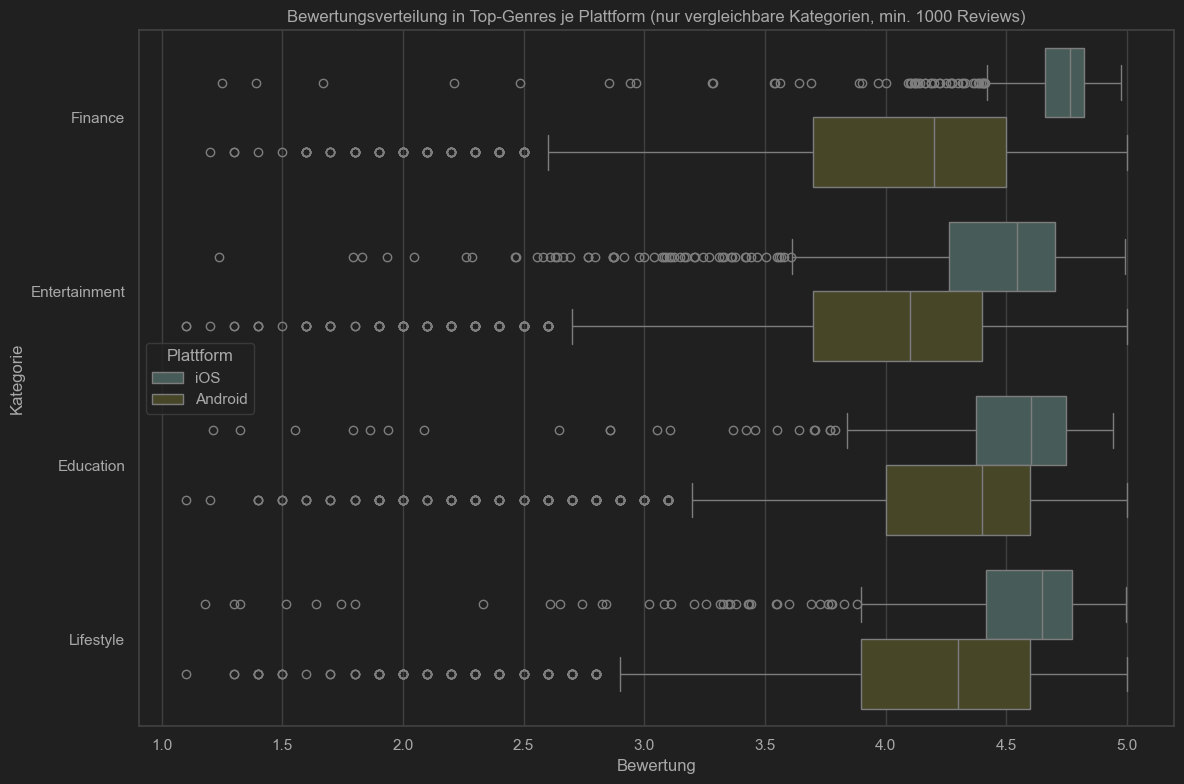 Bewertungsverteilung in Top-Genres je Plattform (nur vergleichbare Kategorien, min. 1000 Reviews)
Kategorie
Finance
Entertainment
Education
Lifestyle
Plattform
iOS
Android
1.0 1.5 2.0 2.5 3.0 3.5 4.0 4.5 5.0
Bewertung